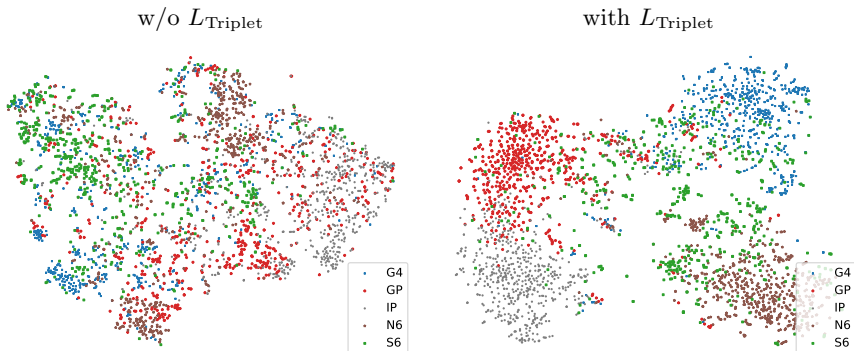 w/o L_Triplet
with L_Triplet
G4
GP
IP
N6
S6
G4
GP
IP
N6
S6